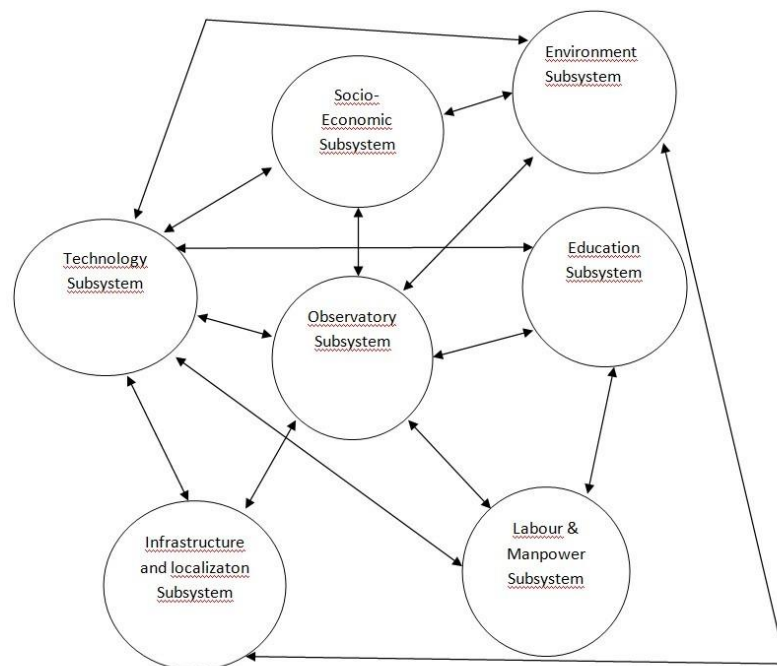 Environment
Subsystem
Socio-
Economic
Subsystem
Technology
Subsystem
Education
Subsystem
Observatory
Subsystem
Infrastructure
and localizaton
Subsystem
Labour &
Manpower
Subsystem